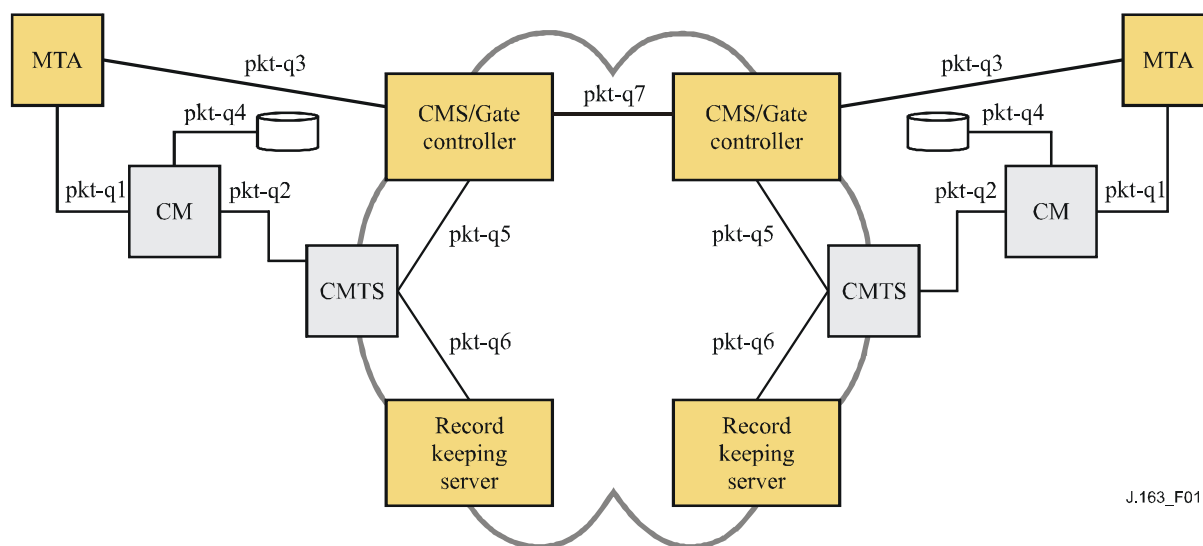 MTA
pkt-q3
pkt-q4
pkt-q1
CM
pkt-q2
CMS/Gate
controller
pkt-q7
CMS/Gate
controller
pkt-q3
MTA
pkt-q4
pkt-q2
CM
pkt-q1
pkt-q5
CMTS
pkt-q6
pkt-q5
CMTS
pkt-q6
Record
keeping
server
Record
keeping
server
J.163_F01